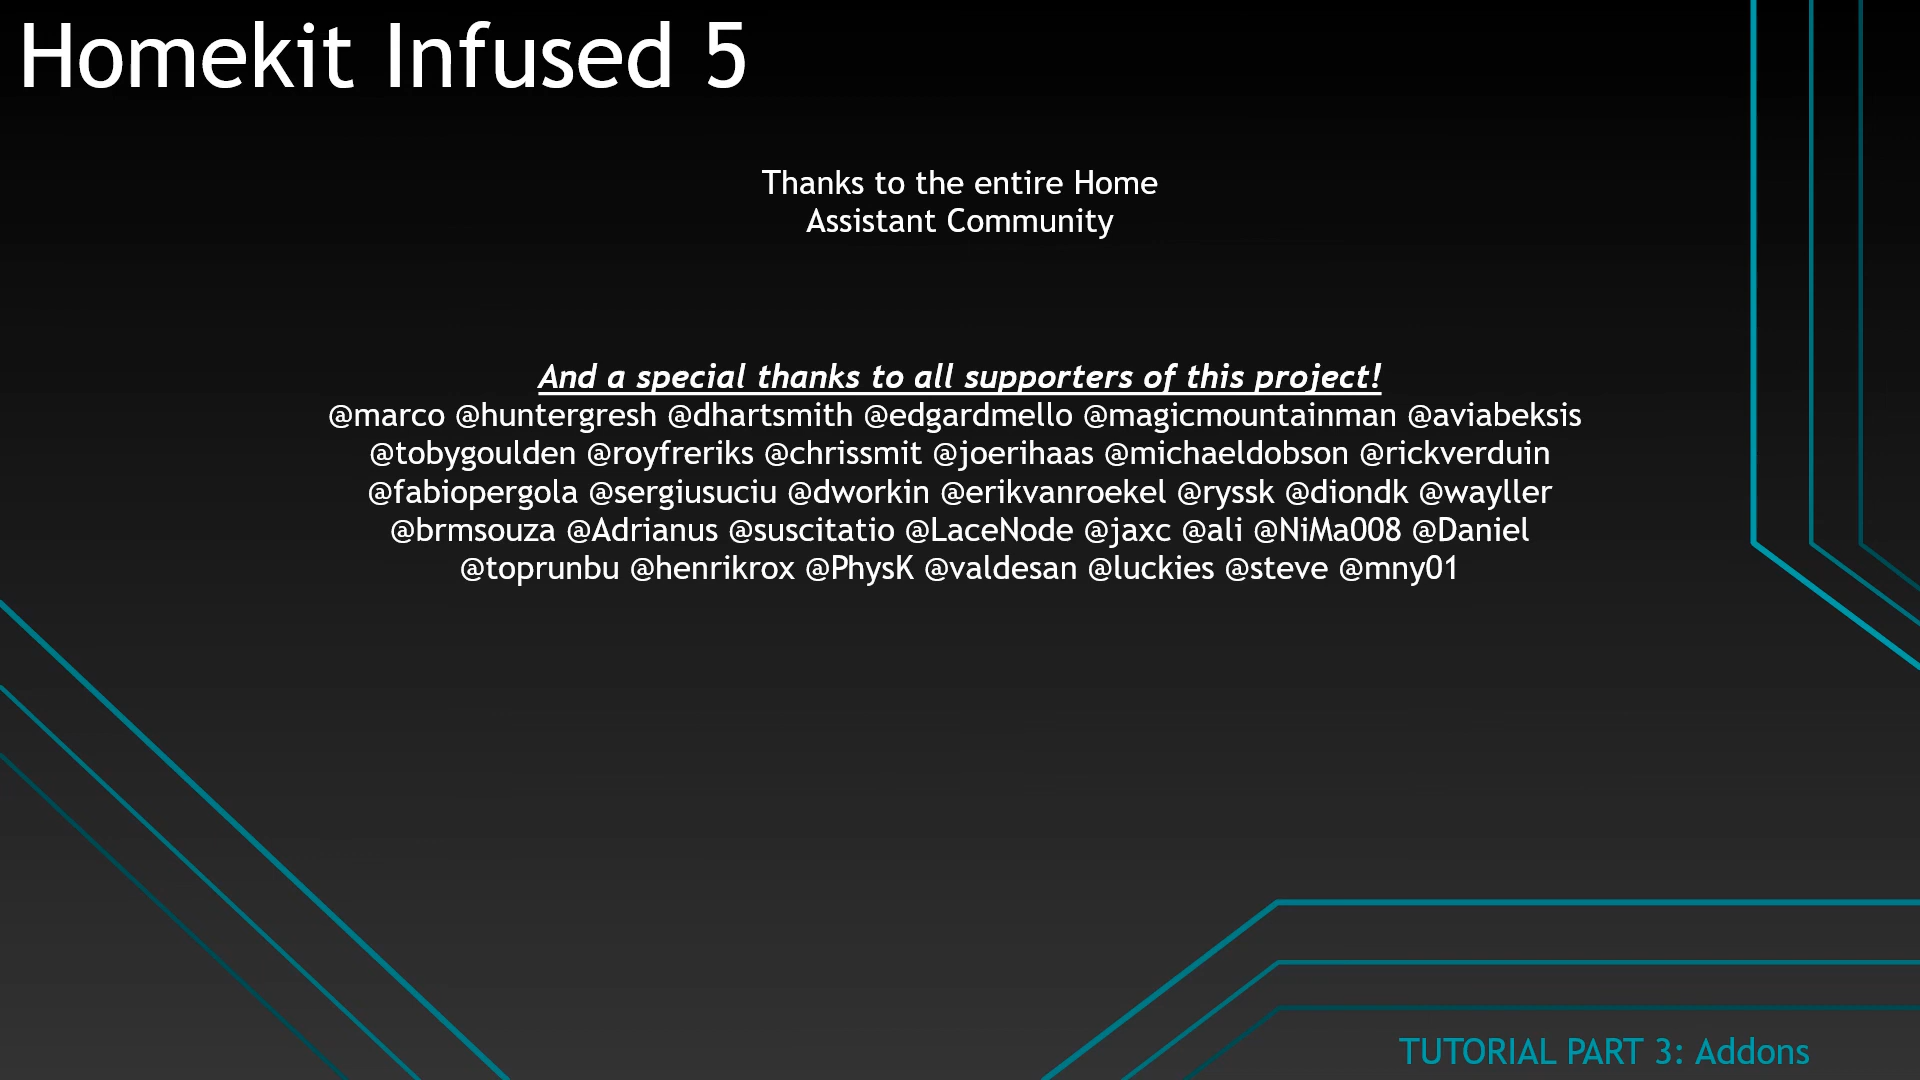 Homekit Infused 5
Thanks to the entire Home
Assistant Community
And a special thanks to all supporters of this project!
@marco @huntergresh @dhartsmith @edgardmello @magicmountainman @aviabeksis
@tobygoulden @royfreriks @chrissmit @joerihaas @michaeldobson @rickverduin
@fabiopergola @sergiusuciu @dworkin @erikvanroekel @ryssk @diondk @wayller
@brmsouza @Adrianus @suscitatio @LaceNode @jaxc @ali @NiMa008 @Daniel
@toprunbu @henrikrox @PhysK @valdesan @luckies @steve @mny01
TUTORIAL PART 3: Addons